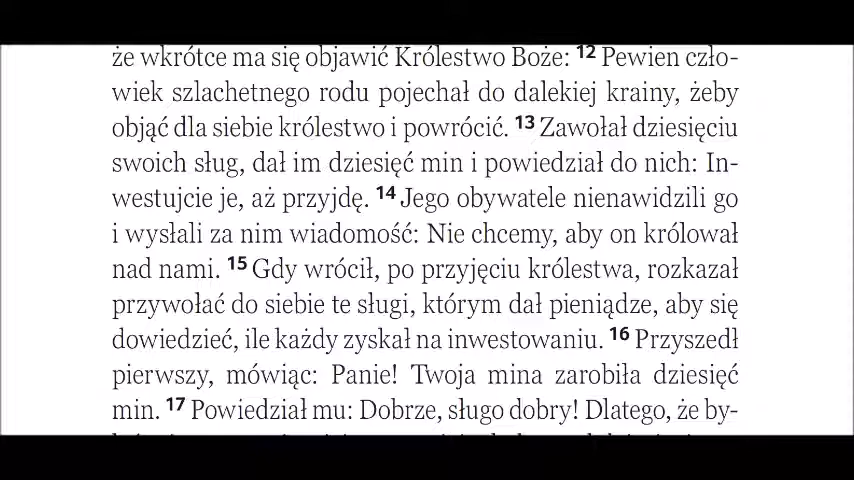 że wkrótce ma się objawić Królestwo Boże: 12 Pewien czło-
wiek szlachetnego rodu pojechał do dalekiej krainy, żeby
objąć dla siebie królestwo i powrócić. 13 Zawołał dziesięciu
swoich sług, dał im dziesięć min i powiedział do nich: In-
westujcie je, aż przyjdę. 14 Jego obywatele nienawidzili go
i wysłali za nim wiadomość: Nie chcemy, aby on królował
nad nami. 15 Gdy wrócił, po przyjęciu królestwa, rozkazał
przywołać do siebie te sługi, którym dał pieniądze, aby się
dowiedzieć, ile każdy zyskał na inwestowaniu. 16 Przyszedł
pierwszy, mówiąc: Panie! Twoja mina zarobiła dziesięć
min. 17 Powiedział mu: Dobrze, sługo dobry! Dlatego, że by-